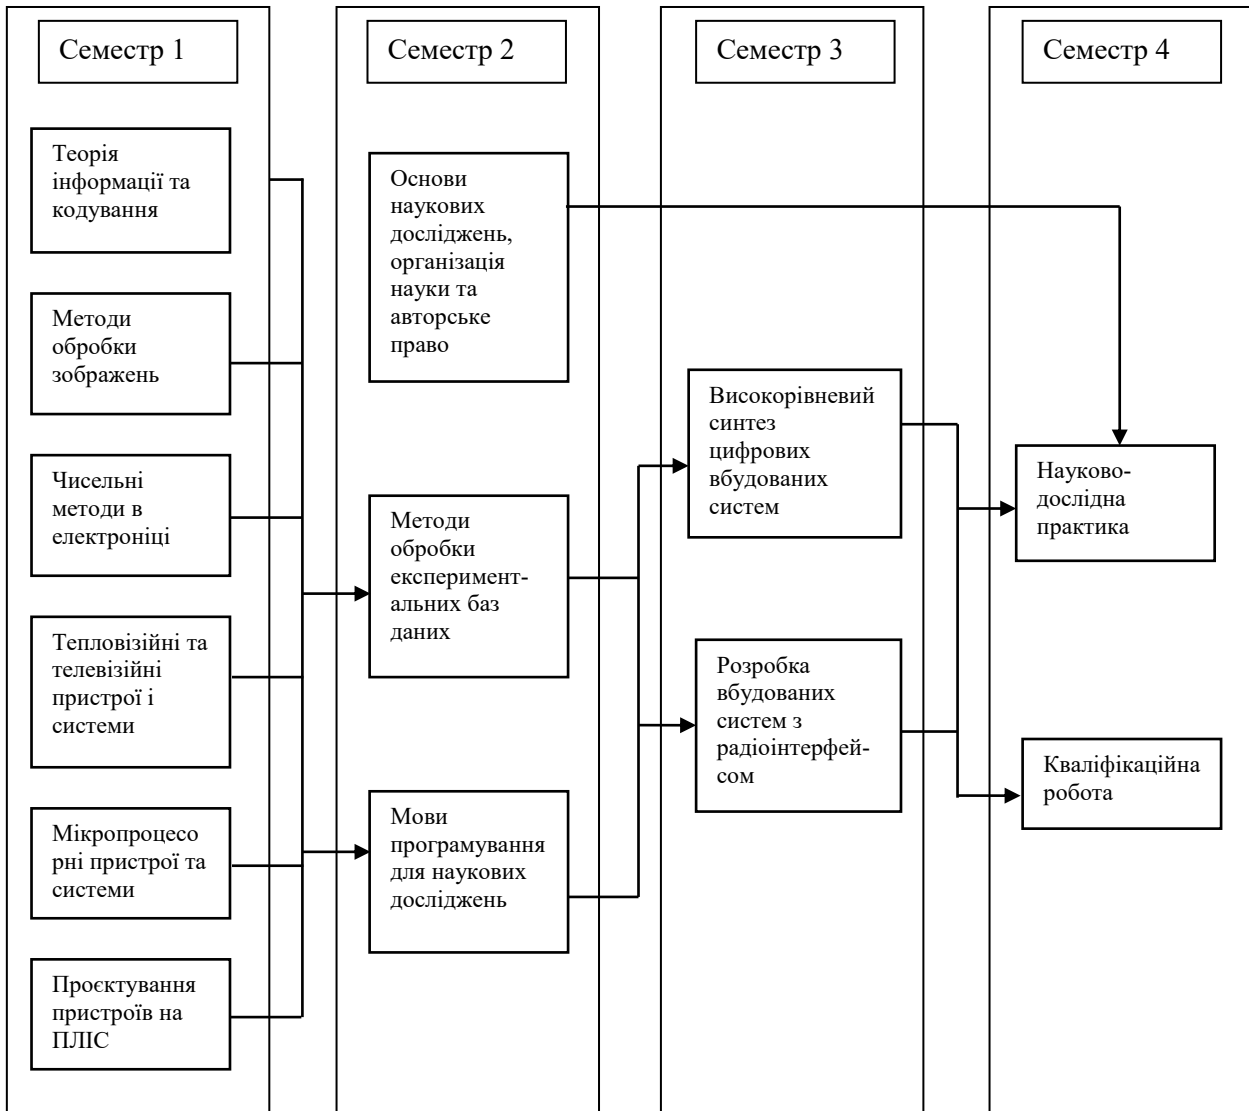 Семестр 1
Теорія
інформації та
кодування
Методи
обробки
зображень
Чисельні
методи в
електроніці
Тепловізійні та
телевізійні
пристрої і
системи
Мікропроцесо
рні пристрої та
системи
Проєктування
пристроїв на
ПЛІС
Семестр 2
Основи
наукових
досліджень,
організація
науки та
авторське
право
Методи
обробки
експеримент-
альних баз
даних
Мови
програмування
для наукових
досліджень
Семестр 3
Високорівневий
синтез
цифрових
вбудованих
систем
Розробка
вбудованих
систем з
радіоінтерфей-
сом
Семестр 4
Науково-
дослідна
практика
Кваліфікаційна
робота